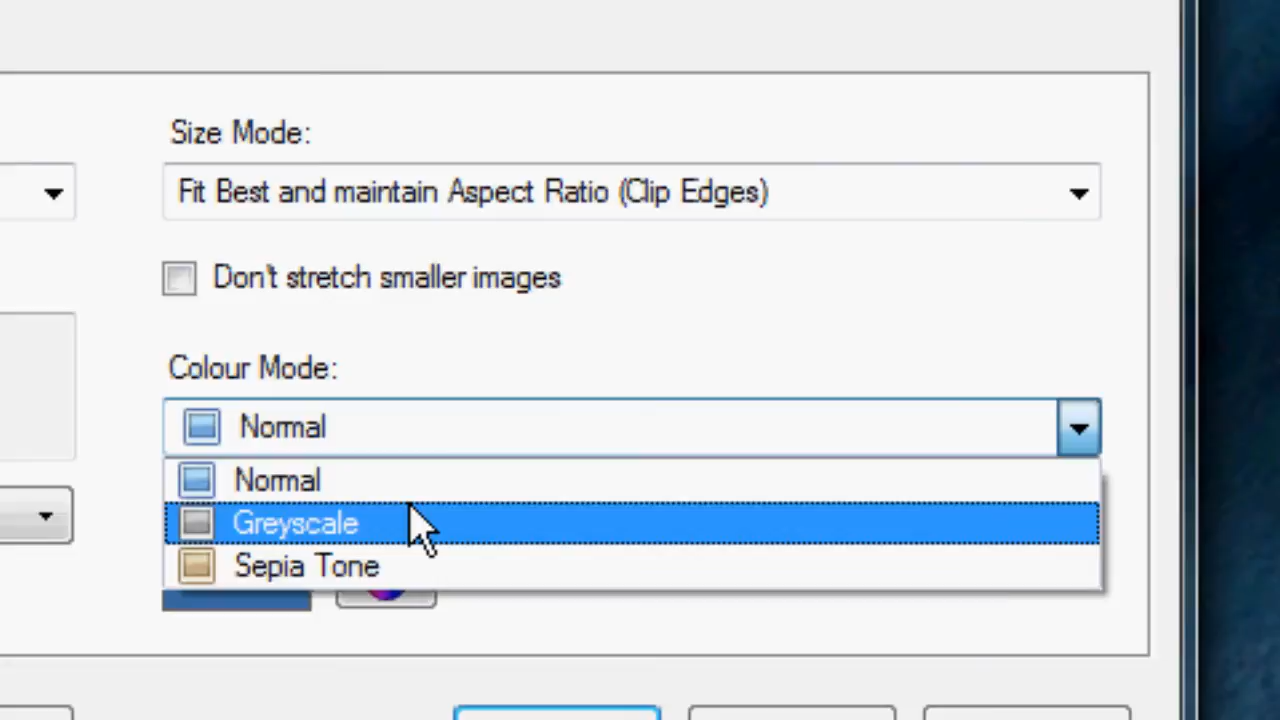 Size Mode:
Fit Best and maintain Aspect Ratio (Clip Edges)
Don't stretch smaller images
Colour Mode:
Normal
Normal
Greyscale
Sepia Tone